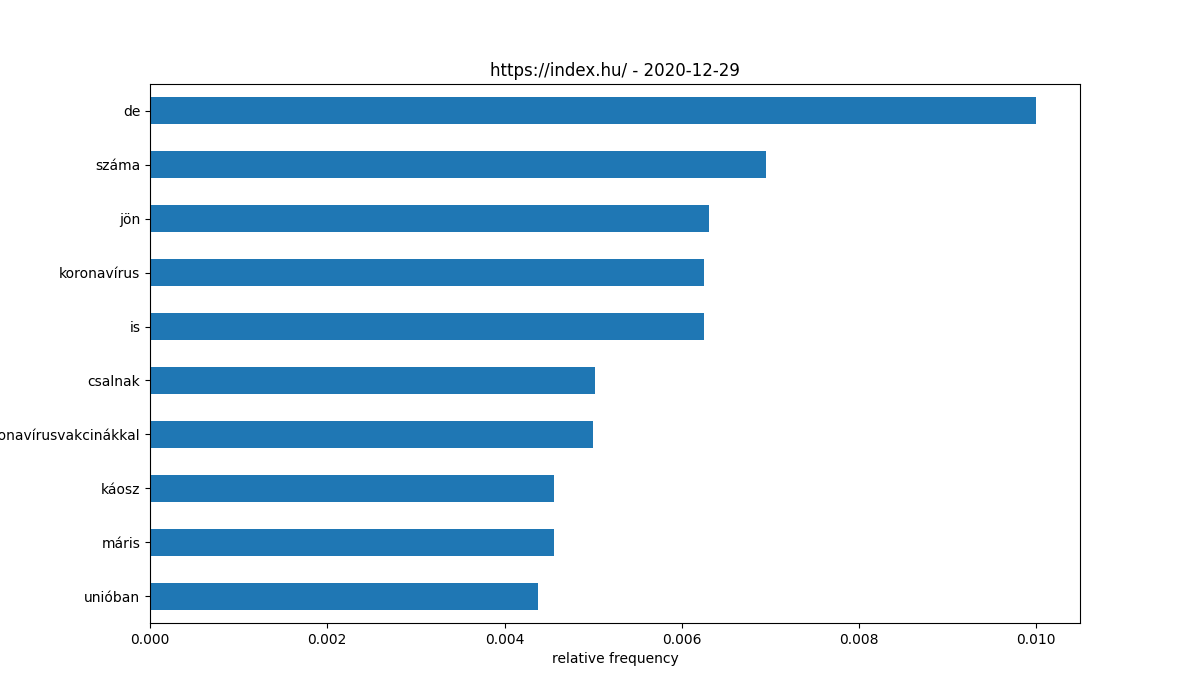 https://index.hu/ - 2020-12-29
de
száma
jön
koronavírus
is
csalnak
onavírusvakcinákkal
káosz
máris
unióban
0.000 0.002 0.004 0.006 0.008 0.010
relative frequency